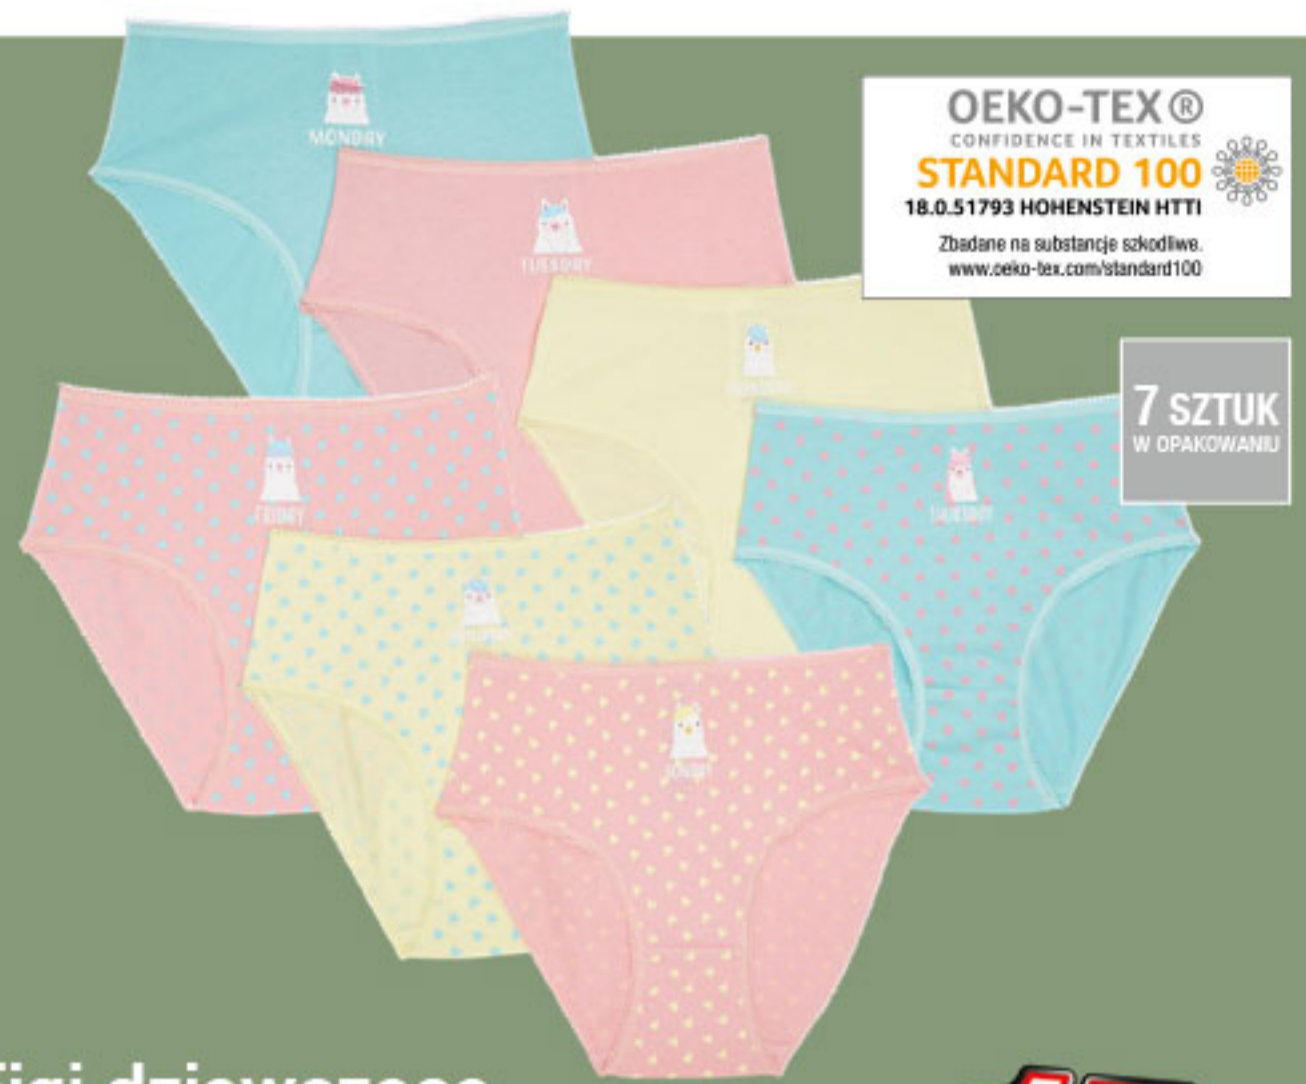 OEKO-TEX®
CONFIDENCE IN TEXTILES
STANDARD 100
18.0.51793 HOHENSTEIN HTTI
Zbadane na substancje szkodliwe.
www.oeko-tex.com/standard100
7 SZTUK
W OPAKOWANIU
MONDAY
TUESDAY
FRIDAY
SUNDAY